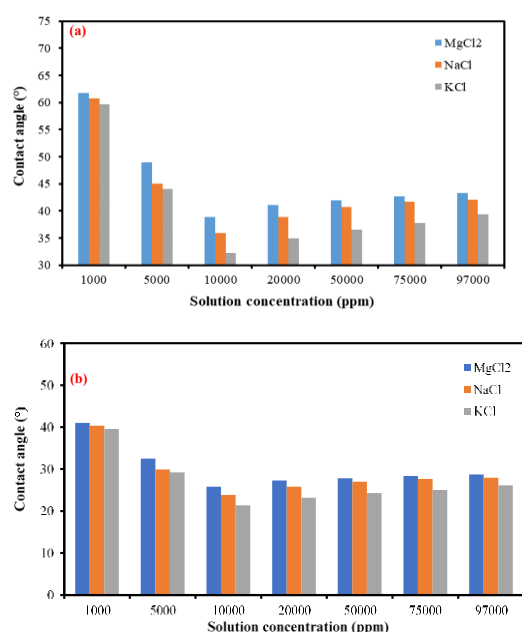 (a)
MgCl2
NaCl
KCl
Contact angle (°)
75
70
65
60
55
50
45
40
35
30
1000 5000 10000 20000 50000 75000 97000
Solution concentration (ppm)
(b)
MgCl2
NaCl
KCl
Contact angle (°)
60
50
40
30
20
10
0
1000 5000 10000 20000 50000 75000 97000
Solution concentration (ppm)